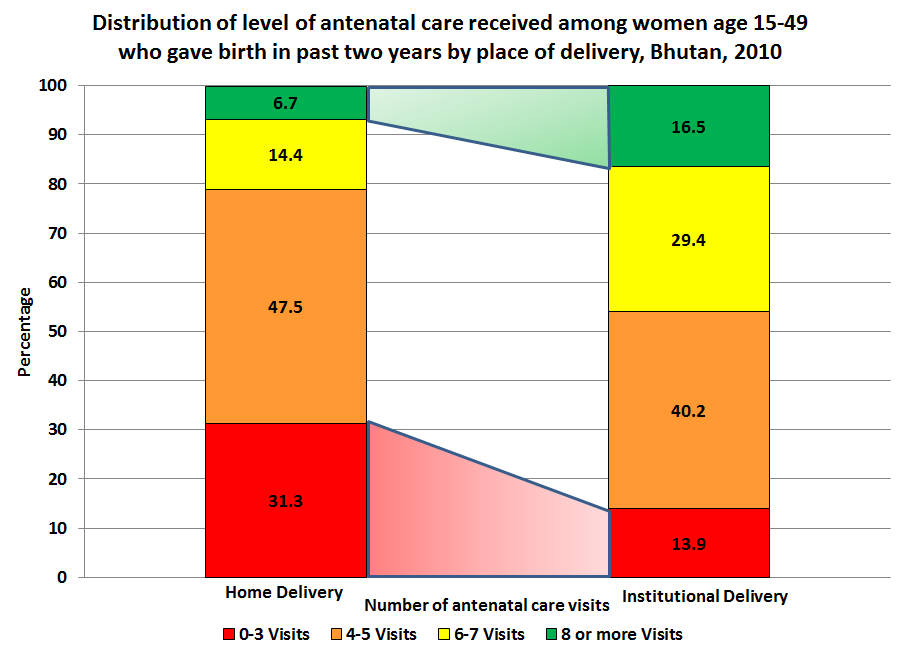 Distribution of level of antenatal care received among women age 15-49
who gave birth in past two years by place of delivery, Bhutan, 2010
Percentage
100
90
80
70
60
50
40
30
20
10
0
6.7
14.4
47.5
31.3
16.5
29.4
40.2
13.9
Home Delivery
Number of antenatal care visits
Institutional Delivery
0-3 Visits 4-5 Visits 6-7 Visits 8 or more Visits